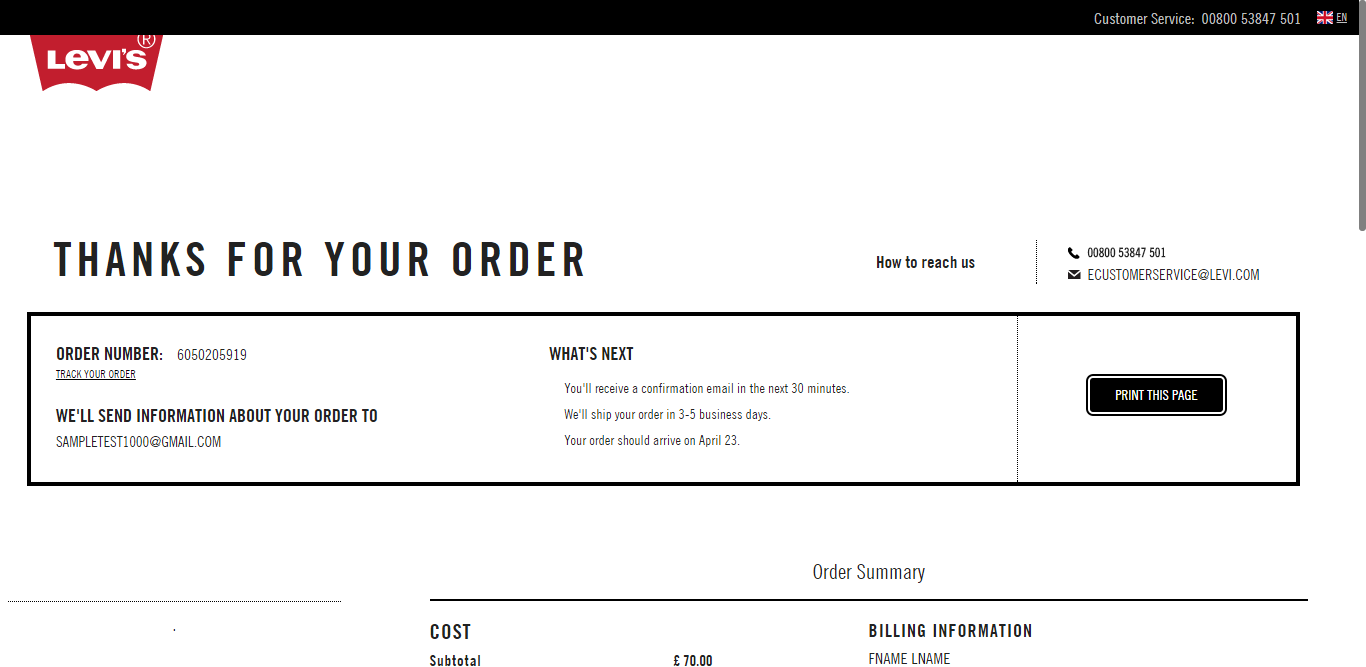 Customer Service: 00800 53847 501 EN
LEVI'S®
THANKS FOR YOUR ORDER
How to reach us
00800 53847 501
ECUSTOMERSERVICE@LEVI.COM
ORDER NUMBER: 6050205919
TRACK YOUR ORDER
WE'LL SEND INFORMATION ABOUT YOUR ORDER TO
SAMPLETEST1000@GMAIL.COM
WHAT'S NEXT
You'll receive a confirmation email in the next 30 minutes.
We'll ship your order in 3-5 business days.
Your order should arrive on April 23.
PRINT THIS PAGE
Order Summary
COST
Subtotal £ 70.00
BILLING INFORMATION
FNAME LNAME